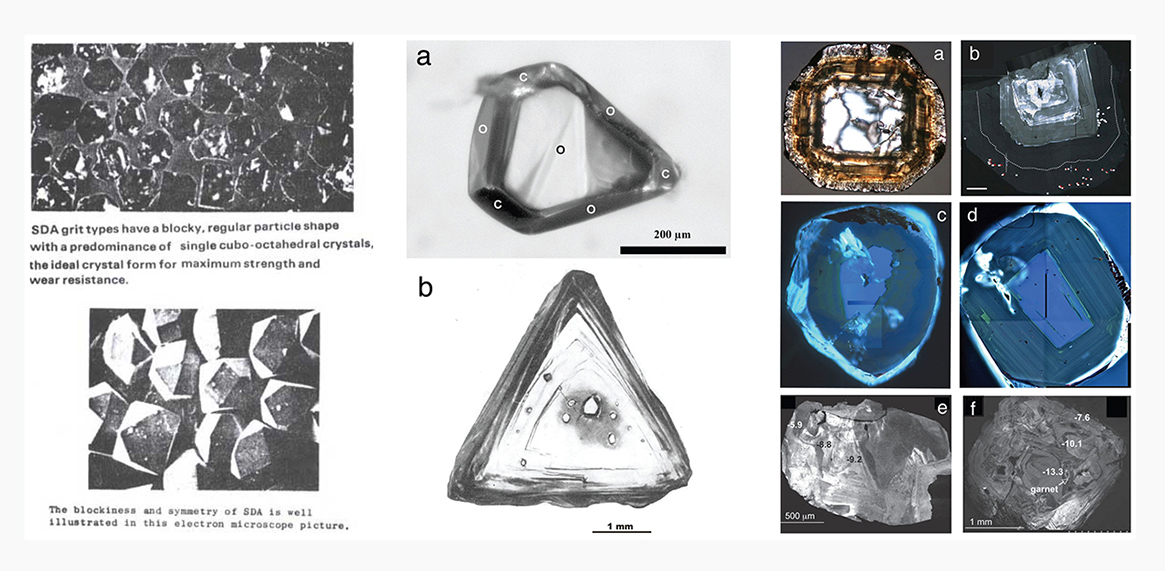 SDA grit types have a blocky, regular particle shape
with a predominance of single cubo-octahedral crystals,
the ideal crystal form for maximum strength and
wear resistance.
The blockiness and symmetry of SDA is well
illustrated in this electron microscope picture.
a
C
O
O
O
C
C
O
200 µm
b
1 mm
a
b
c
d
e
-5.9
-8.8
-9.2
500 µm
f
-7.6
-10.1
-13.3
garnet
1 mm